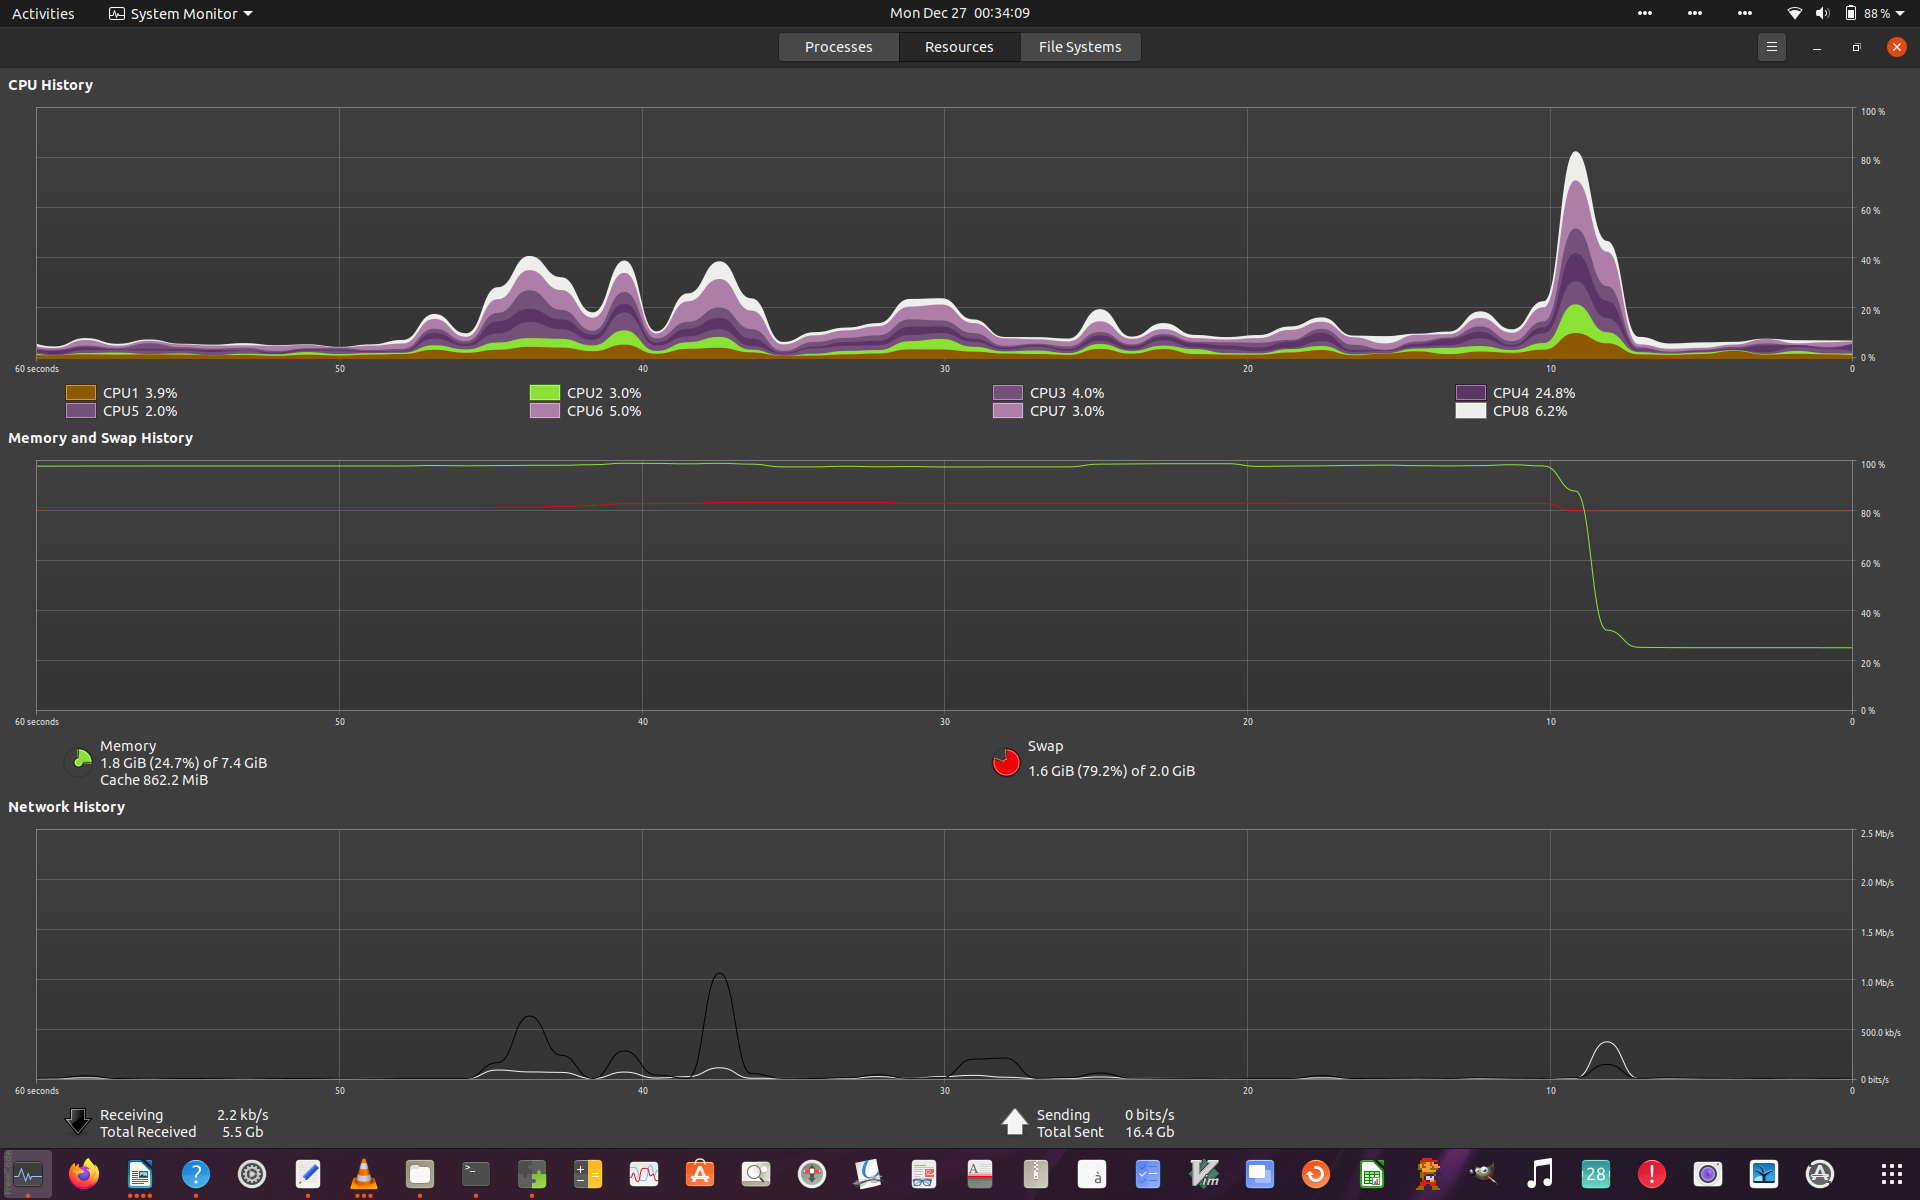 Activities System Monitor Mon Dec 27 00:34:09 88 %
Processes Resources File Systems
CPU History
100 %
80 %
60 %
40 %
20 %
0 %
60 seconds 50 40 30 20 10 0
CPU1 3.9% CPU2 3.0% CPU3 4.0% CPU4 24.8%
CPU5 2.0% CPU6 5.0% CPU7 3.0% CPU8 6.2%
Memory and Swap History
100 %
80 %
60 %
40 %
20 %
0 %
60 seconds 50 40 30 20 10 0
Memory Swap
1.8 GiB (24.7%) of 7.4 GiB 1.6 GiB (79.2%) of 2.0 GiB
Cache 862.2 MiB
Network History
2.5 Mb/s
2.0 Mb/s
1.5 Mb/s
1.0 Mb/s
500.0 kb/s
0 bits/s
60 seconds 50 40 30 20 10 0
Receiving 2.2 kb/s Sending 0 bits/s
Total Received 5.5 Gb Total Sent 16.4 Gb
28